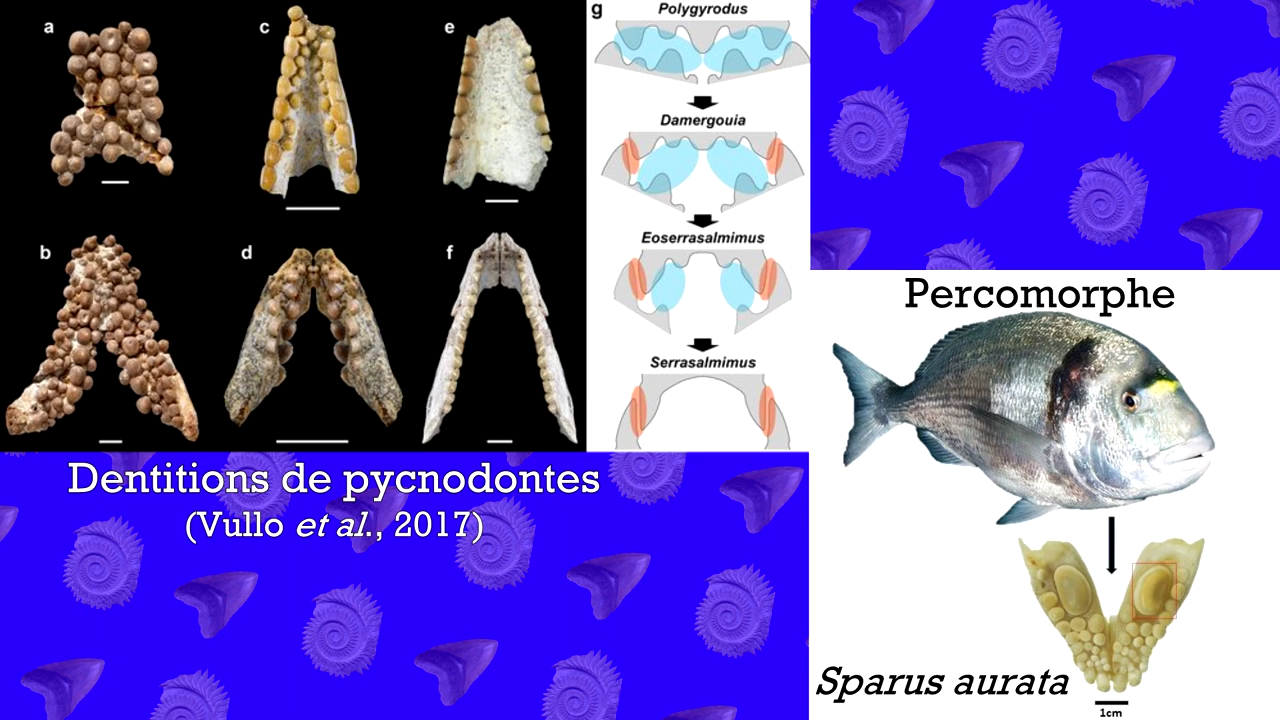 a
c
e
b
d
f
g
Polygyrodus
Damergouia
Eoserrasalmimus
Serrasalmimus
Dentitions de pycnodontes
(Vullo et al., 2017)
Percomorphe
Sparus aurata
1cm